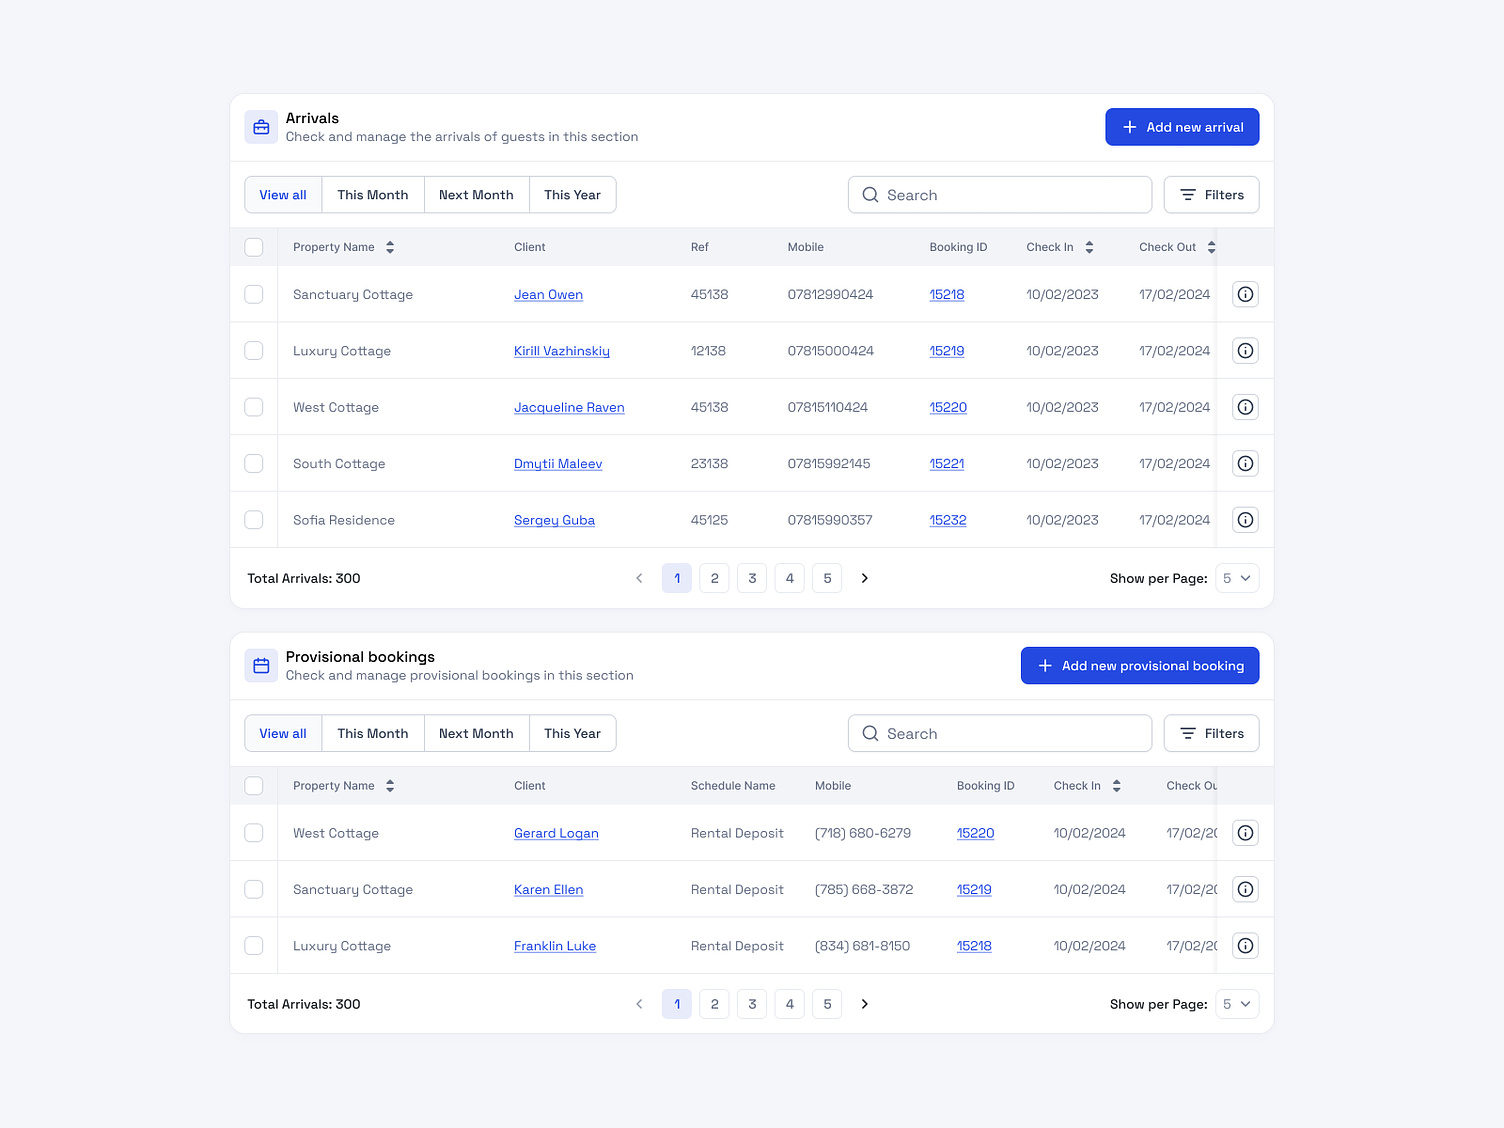 Arrivals
Check and manage the arrivals of guests in this section
Add new arrival
View all This Month Next Month This Year Search Filters
Property Name Client Ref Mobile Booking ID Check In Check Out
Sanctuary Cottage Jean Owen 45138 07812990424 15218 10/02/2023 17/02/2024
Luxury Cottage Kirill Vazhinskiy 12138 07815000424 15219 10/02/2023 17/02/2024
West Cottage Jacqueline Raven 45138 07815110424 15220 10/02/2023 17/02/2024
South Cottage Dmytii Maleev 23138 07815992145 15221 10/02/2023 17/02/2024
Sofia Residence Sergey Guba 45125 07815990357 15232 10/02/2023 17/02/2024
Total Arrivals: 300 1 2 3 4 5 Show per Page: 5
Provisional bookings
Check and manage provisional bookings in this section
Add new provisional booking
View all This Month Next Month This Year Search Filters
Property Name Client Schedule Name Mobile Booking ID Check In Check Ou
West Cottage Gerard Logan Rental Deposit (718) 680-6279 15220 10/02/2024 17/02/20
Sanctuary Cottage Karen Ellen Rental Deposit (785) 668-3872 15219 10/02/2024 17/02/20
Luxury Cottage Franklin Luke Rental Deposit (834) 681-8150 15218 10/02/2024 17/02/20
Total Arrivals: 300 1 2 3 4 5 Show per Page: 5